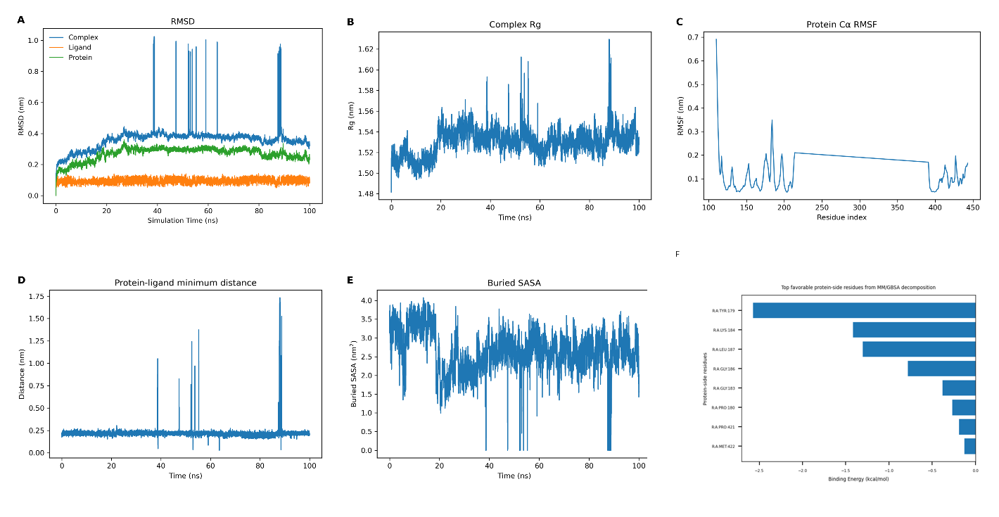 A
RMSD
Complex
Ligand
Protein
1.0
0.8
0.6
0.4
0.2
0.0
RMSD (nm)
0 20 40 60 80 100
Simulation Time (ns)
B
Complex Rg
1.62
1.60
1.58
1.56
1.54
1.52
1.50
1.48
Rg (nm)
0 20 40 60 80 100
Time (ns)
C
Protein Cα RMSF
0.7
0.6
0.5
0.4
0.3
0.2
0.1
RMSF (nm)
100 150 200 250 300 350 400 450
Residue index
D
Protein-ligand minimum distance
1.75
1.50
1.25
1.00
0.75
0.50
0.25
0.00
Distance (nm)
0 20 40 60 80 100
Time (ns)
E
Buried SASA
4.0
3.5
3.0
2.5
2.0
1.5
1.0
0.5
0.0
Buried SASA (nm²)
0 20 40 60 80 100
Time (ns)
F
Top favorable protein-side residues from MM/GBSA decomposition
R:A:TYR:179
R:A:LYS:184
R:A:LEU:187
R:A:GLY:186
R:A:GLY:183
R:A:PRO:180
R:A:PRO:421
R:A:MET:422
Protein-side residues
−2.5 −2.0 −1.5 −1.0 −0.5 0.0
Binding Energy (kcal/mol)